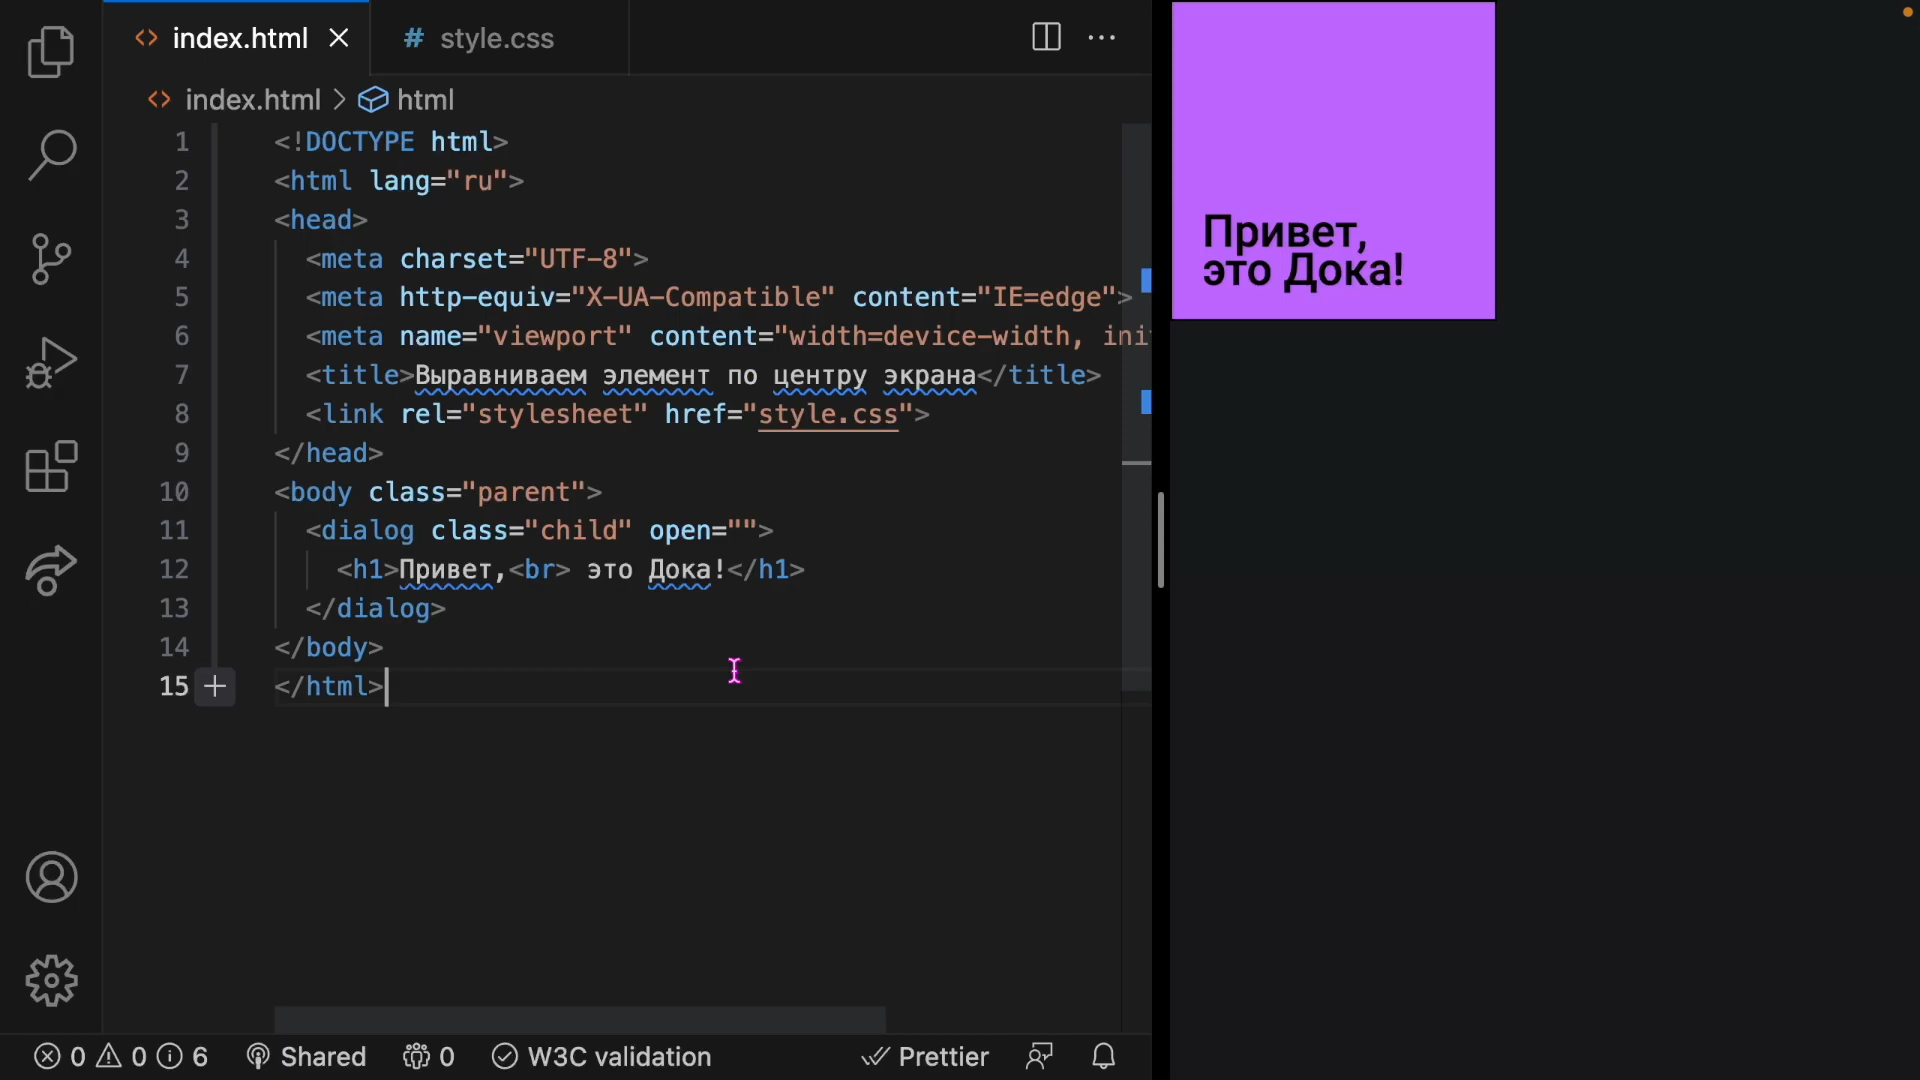 index.html
# style.css
index.html > html
1 <!DOCTYPE html>
2 <html lang="ru">
3 <head>
4 <meta charset="UTF-8">
5 <meta http-equiv="X-UA-Compatible" content="IE=edge">
6 <meta name="viewport" content="width=device-width, init
7 <title>Выравниваем элемент по центру экрана</title>
8 <link rel="stylesheet" href="style.css">
9 </head>
10 <body class="parent">
11 <dialog class="child" open="">
12 <h1>Привет,<br> это Дока!</h1>
13 </dialog>
14 </body>
15 </html>
0 0 6 Shared 0 W3C validation Prettier
Привет,
это Дока!